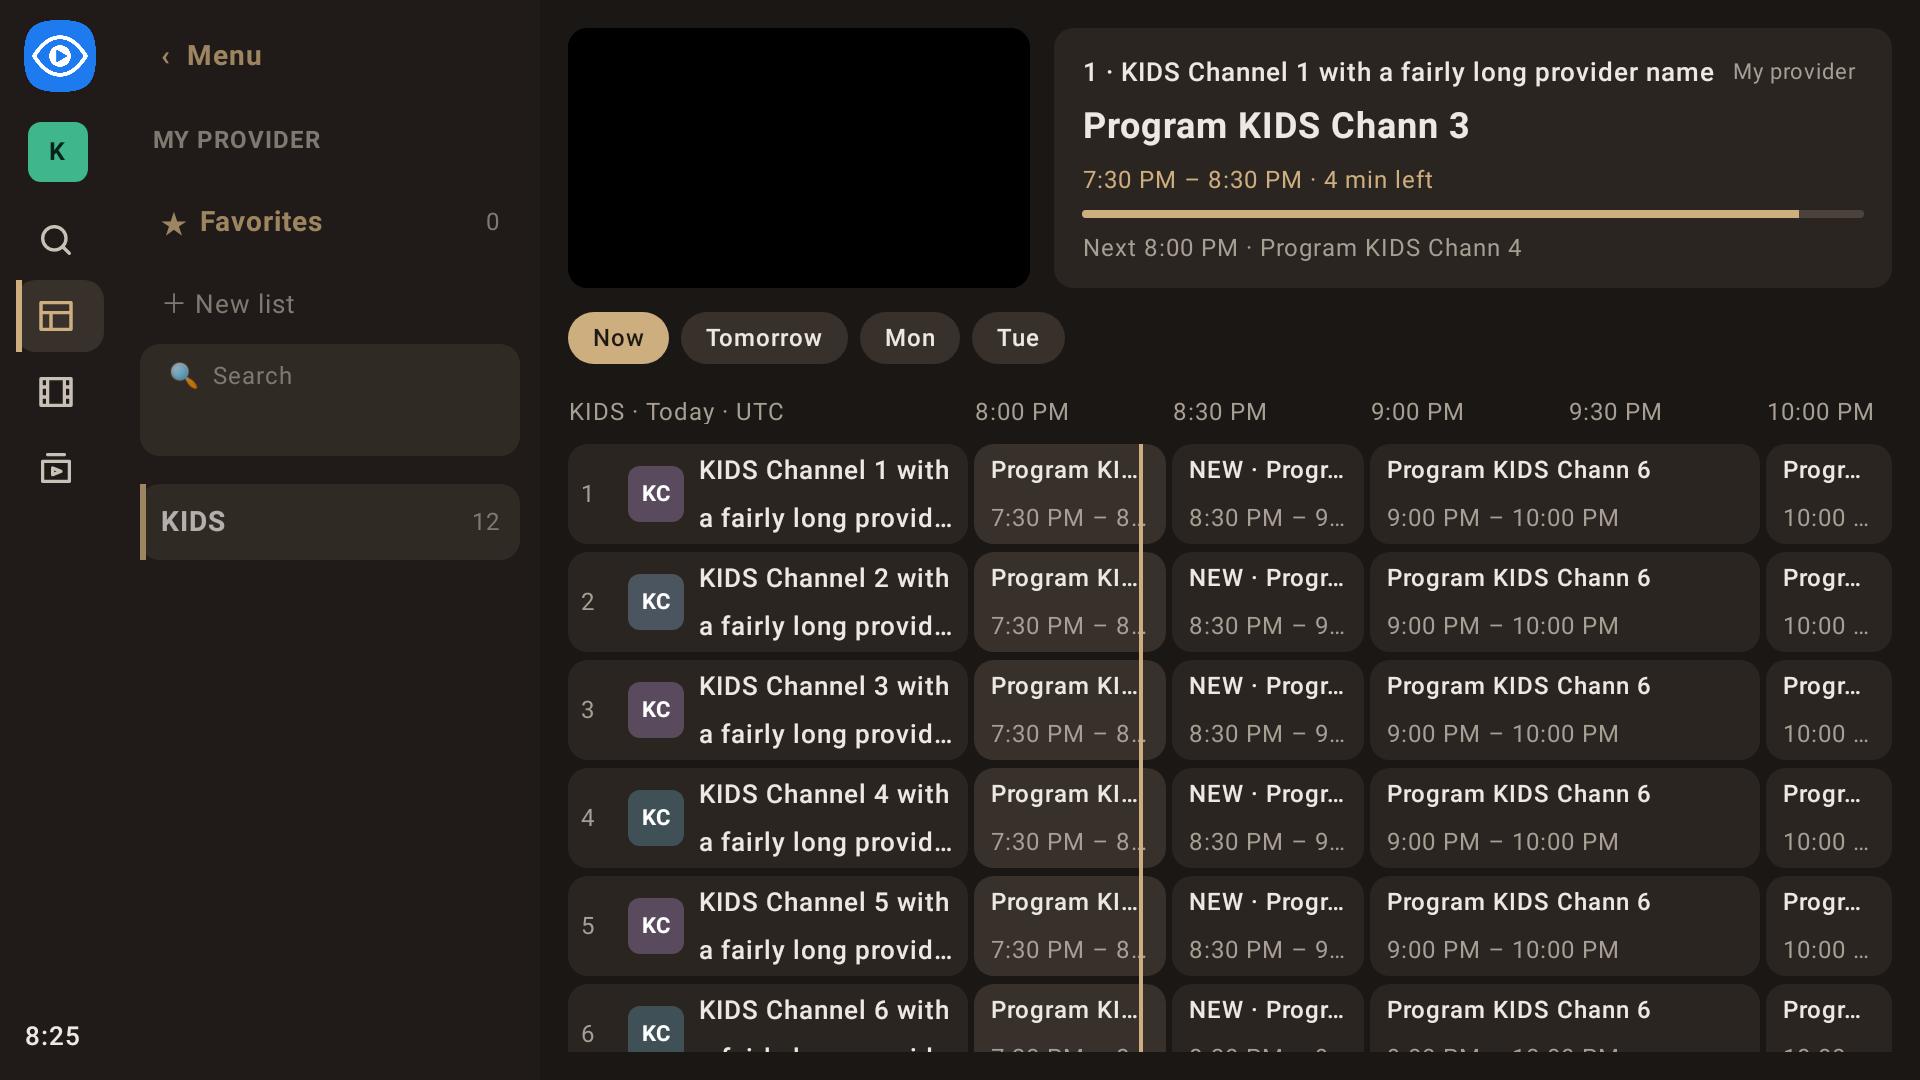 ‹ Menu
K
MY PROVIDER
★ Favorites 0
+ New list
Search
KIDS 12
8:25
1 · KIDS Channel 1 with a fairly long provider name My provider
Program KIDS Chann 3
7:30 PM – 8:30 PM · 4 min left
Next 8:00 PM · Program KIDS Chann 4
Now Tomorrow Mon Tue
KIDS · Today · UTC 8:00 PM 8:30 PM 9:00 PM 9:30 PM 10:00 PM
1 KC KIDS Channel 1 with Program KI... NEW · Progr... Program KIDS Chann 6 Progr...
a fairly long provid... 7:30 PM – 8... 8:30 PM – 9... 9:00 PM – 10:00 PM 10:00 ...
2 KC KIDS Channel 2 with Program KI... NEW · Progr... Program KIDS Chann 6 Progr...
a fairly long provid... 7:30 PM – 8... 8:30 PM – 9... 9:00 PM – 10:00 PM 10:00 ...
3 KC KIDS Channel 3 with Program KI... NEW · Progr... Program KIDS Chann 6 Progr...
a fairly long provid... 7:30 PM – 8... 8:30 PM – 9... 9:00 PM – 10:00 PM 10:00 ...
4 KC KIDS Channel 4 with Program KI... NEW · Progr... Program KIDS Chann 6 Progr...
a fairly long provid... 7:30 PM – 8... 8:30 PM – 9... 9:00 PM – 10:00 PM 10:00 ...
5 KC KIDS Channel 5 with Program KI... NEW · Progr... Program KIDS Chann 6 Progr...
a fairly long provid... 7:30 PM – 8... 8:30 PM – 9... 9:00 PM – 10:00 PM 10:00 ...
6 KC KIDS Channel 6 with Program KI... NEW · Progr... Program KIDS Chann 6 Progr...